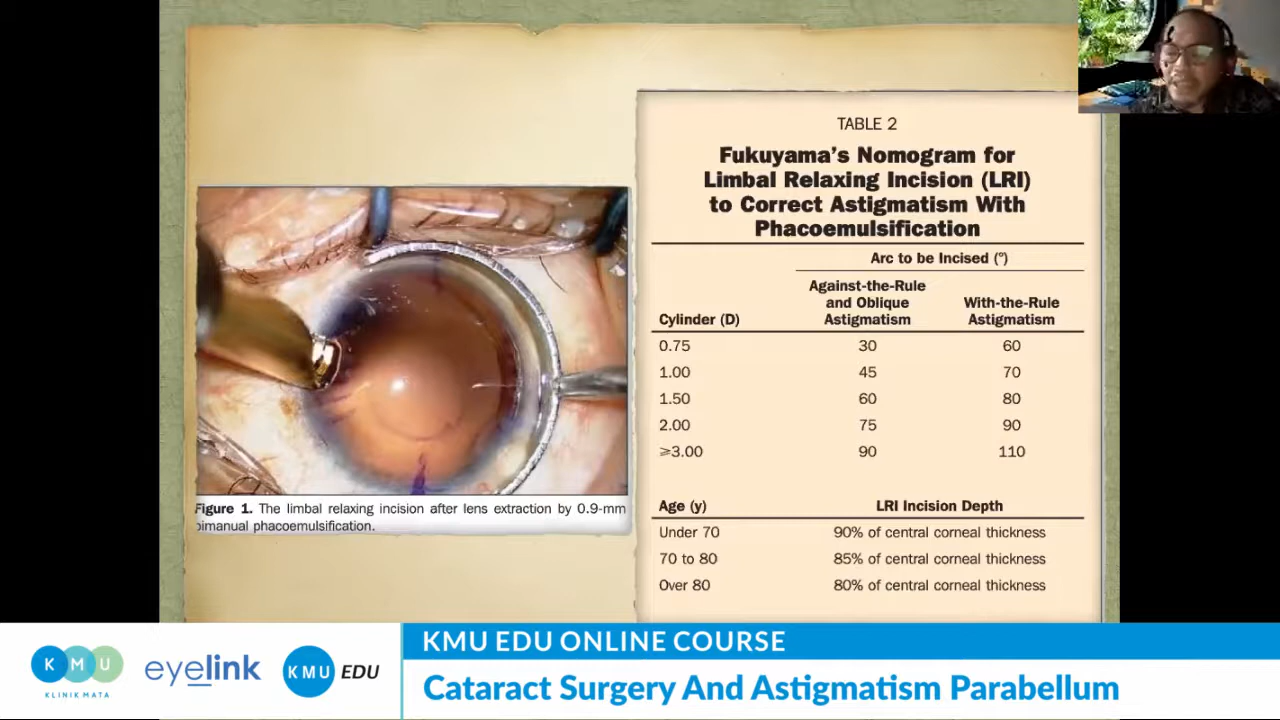 TABLE 2
Fukuyama's Nomogram for
Limbal Relaxing Incision (LRI)
to Correct Astigmatism With
Phacoemulsification
Arc to be Incised (°)
Cylinder (D)
Against-the-Rule
and Oblique
Astigmatism
With-the-Rule
Astigmatism
0.75 30 60
1.00 45 70
1.50 60 80
2.00 75 90
≥3.00 90 110
Age (y) LRI Incision Depth
Under 70 90% of central corneal thickness
70 to 80 85% of central corneal thickness
Over 80 80% of central corneal thickness
Figure 1. The limbal relaxing incision after lens extraction by 0.9-mm
bimanual phacoemulsification.
KMU
KLINIK MATA
eyelink
KMU EDU
KMU EDU ONLINE COURSE
Cataract Surgery And Astigmatism Parabellum